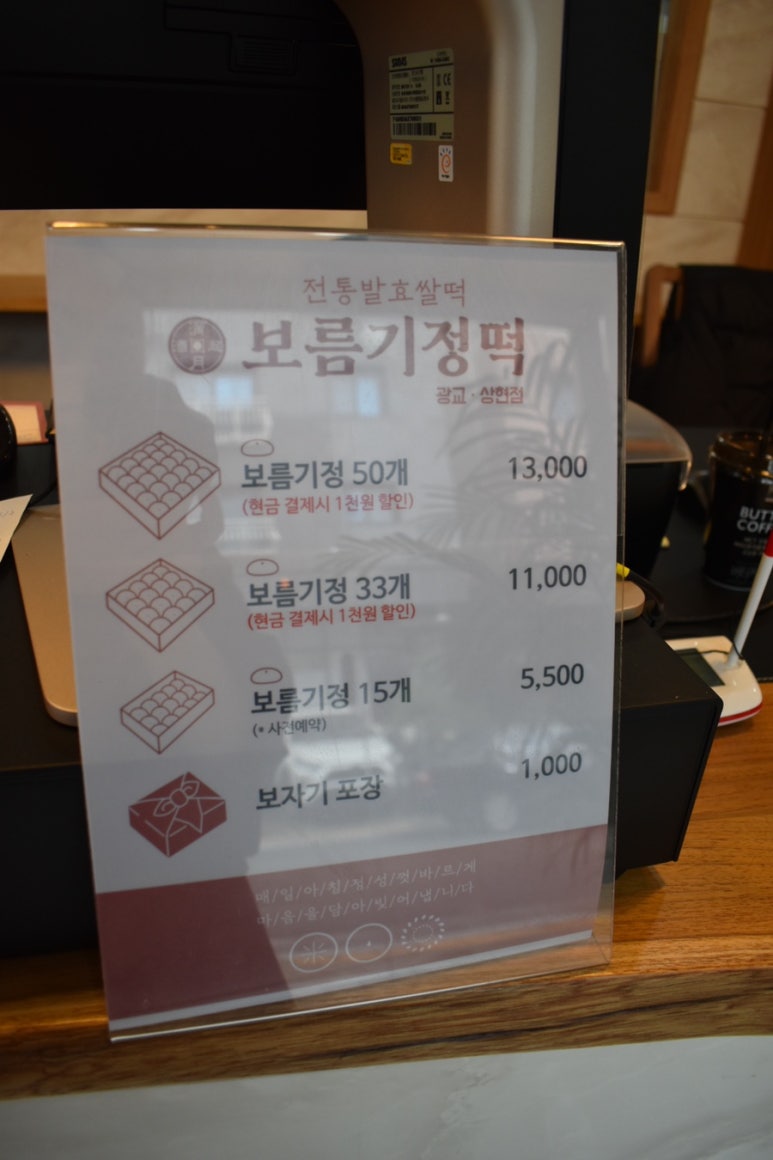 SAM4S
전통발효쌀떡
보름기정떡
광교 · 상현점
보름기정 50개 13,000
(현금 결제시 1천원 할인)
보름기정 33개 11,000
(현금 결제시 1천원 할인)
보름기정 15개 5,500
(* 사전예약)
보자기 포장 1,000
매/일/아/침/정/성/껏/바/르/게
마/음/을/담/아/빚/어/냅/니/다
BUTT
COFF